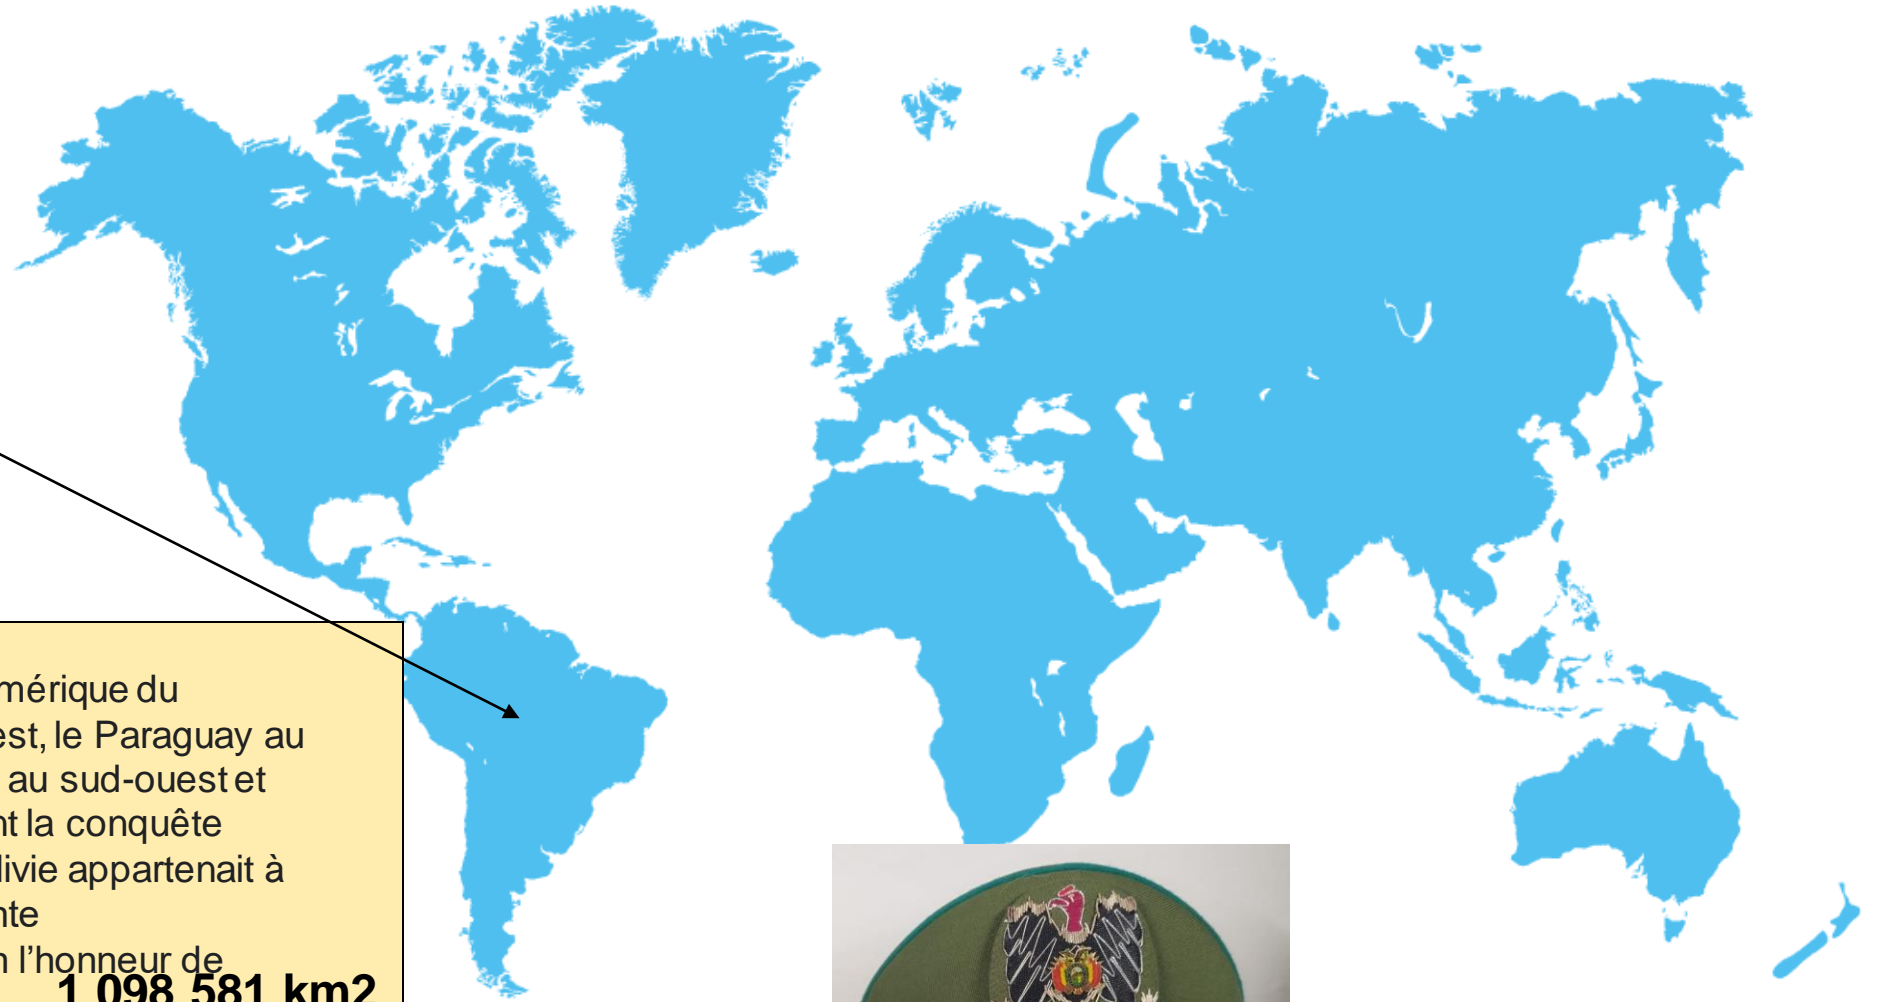 mérique du
est, le Paraguay au
au sud-ouest et
nt la conquête
livie appartenait à
nte
n l'honneur de
1 098 581 km2